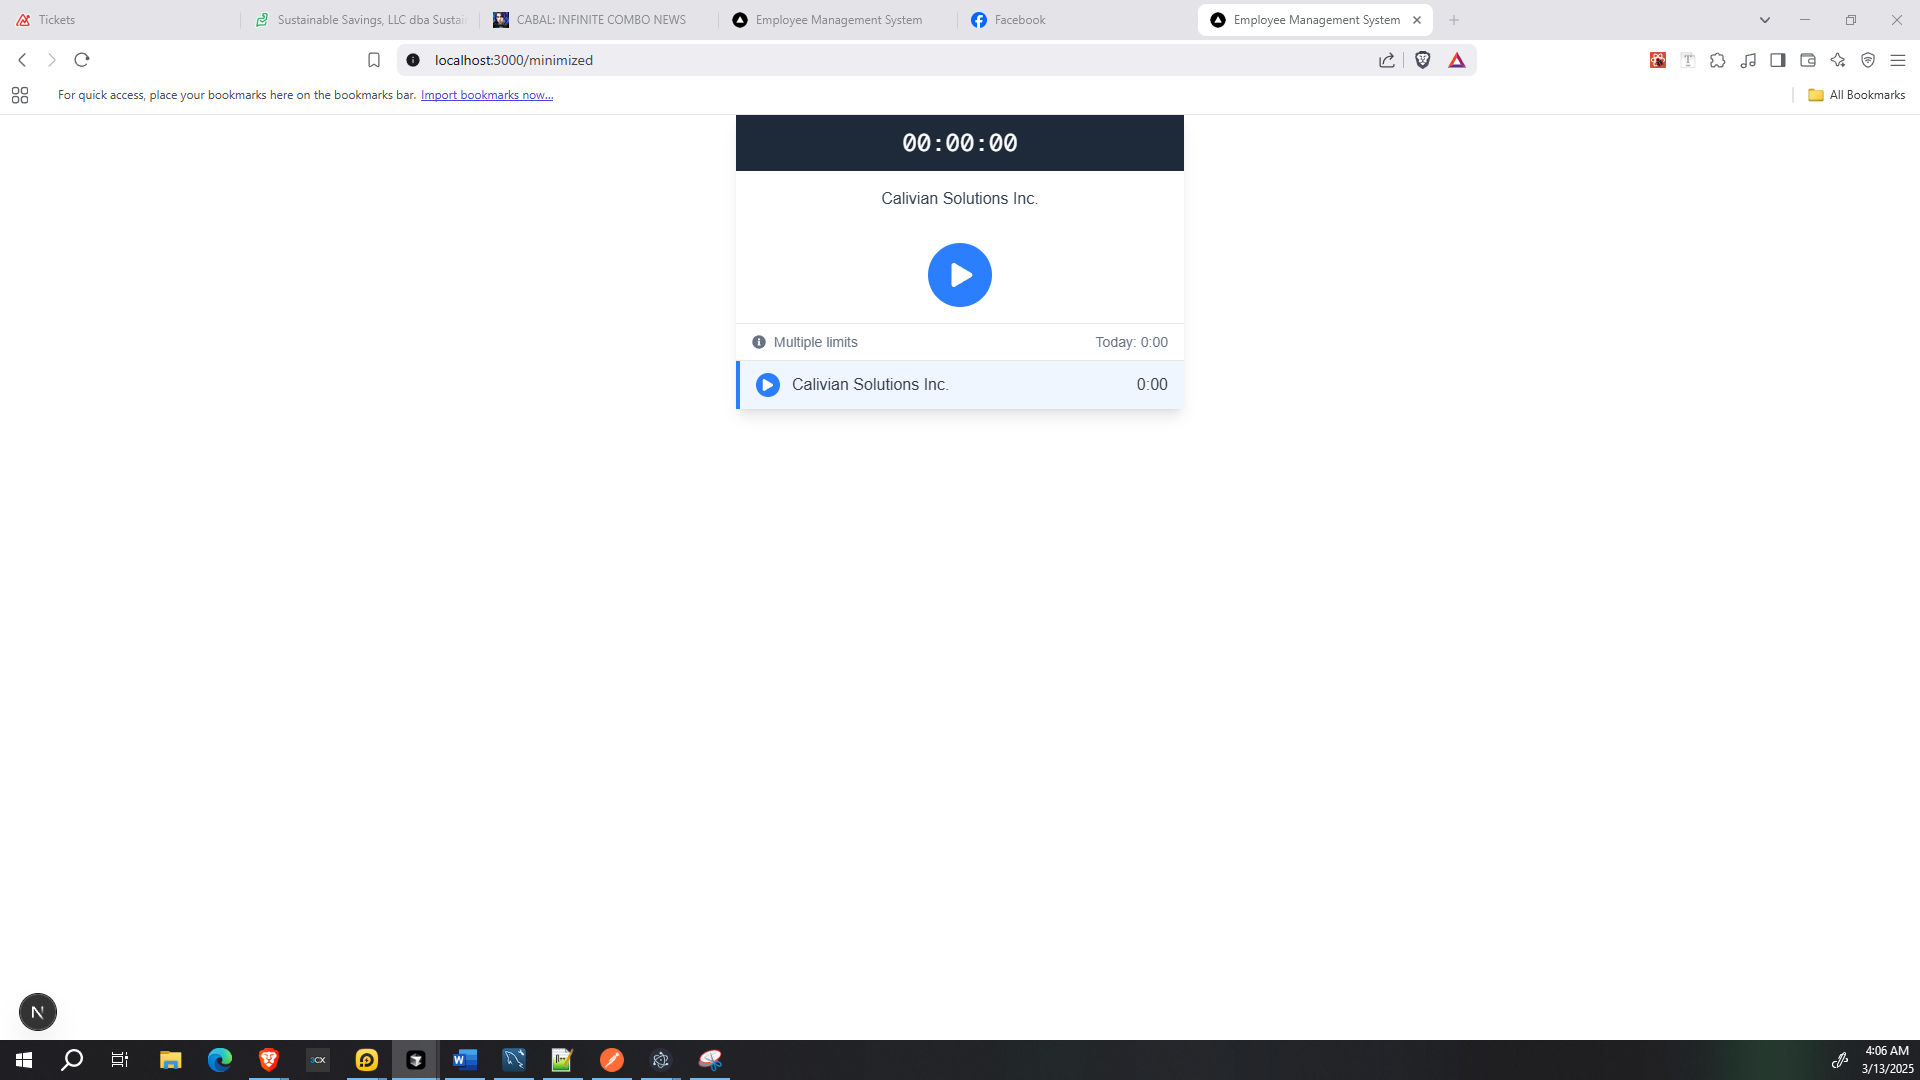 Tickets
Sustainable Savings, LLC dba Sustai
CABAL: INFINITE COMBO NEWS
Employee Management System
Facebook
Employee Management System
localhost:3000/minimized
For quick access, place your bookmarks here on the bookmarks bar. Import bookmarks now...
All Bookmarks
00:00:00
Calivian Solutions Inc.
Multiple limits
Today: 0:00
Calivian Solutions Inc.
0:00
N
3CX
W
4:06 AM
3/13/2025